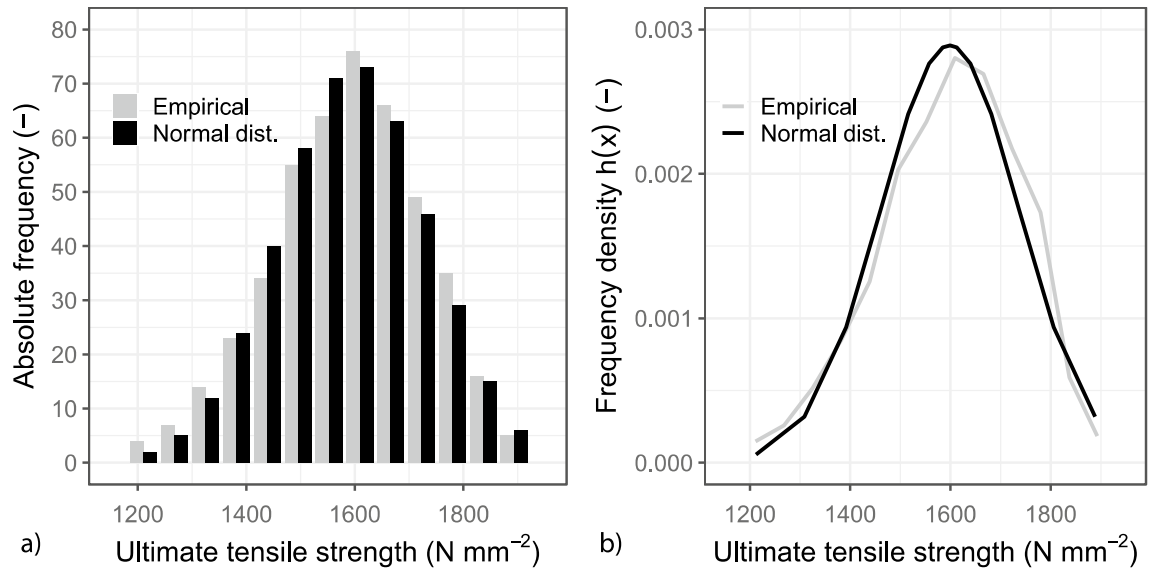 80
70
60
50
40
30
20
10
0
Absolute frequency (−)
Empirical
Normal dist.
1200 1400 1600 1800
Ultimate tensile strength (N mm⁻²)
a)
0.003
0.002
0.001
0.000
Frequency density h(x) (−)
Empirical
Normal dist.
1200 1400 1600 1800
Ultimate tensile strength (N mm⁻²)
b)